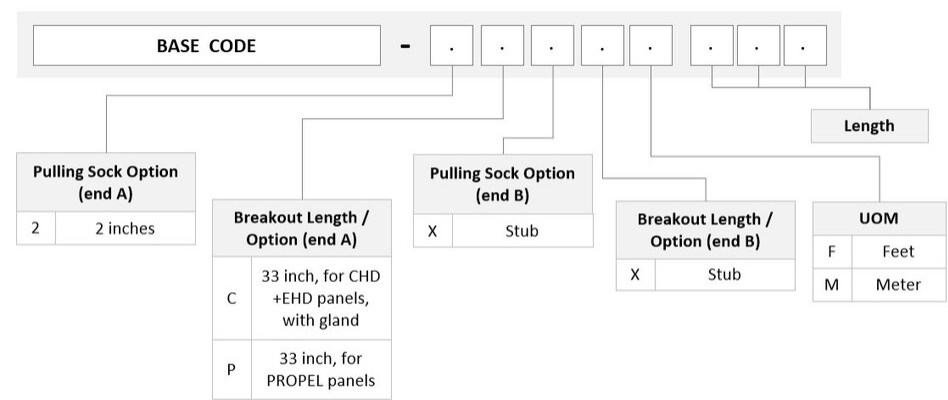 BASE CODE - . . . . . . . .
Length
Pulling Sock Option
(end A)
2 2 inches
Breakout Length /
Option (end A)
C 33 inch, for CHD
+EHD panels,
with gland
P 33 inch, for
PROPEL panels
Pulling Sock Option
(end B)
X Stub
Breakout Length /
Option (end B)
X Stub
UOM
F Feet
M Meter